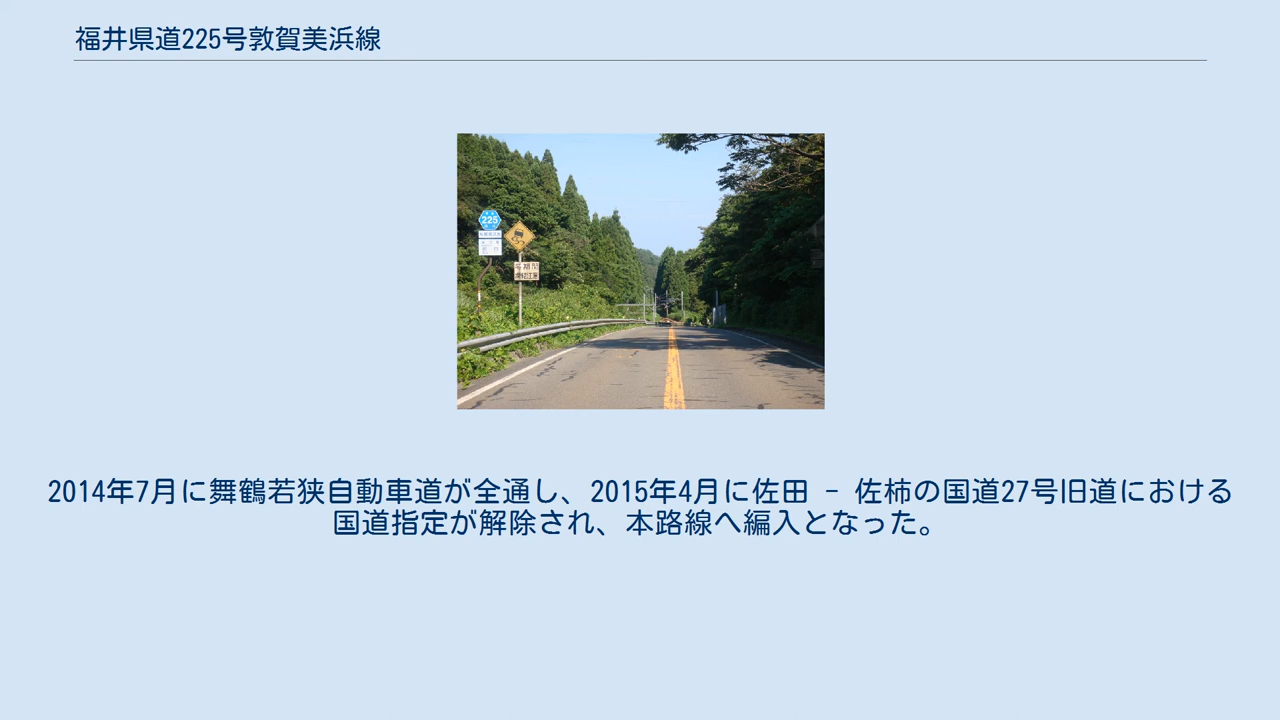 福井県道225号敦賀美浜線
225
2014年7月に舞鶴若狭自動車道が全通し、2015年4月に佐田 – 佐柿の国道27号旧道における
国道指定が解除され、本路線へ編入となった。